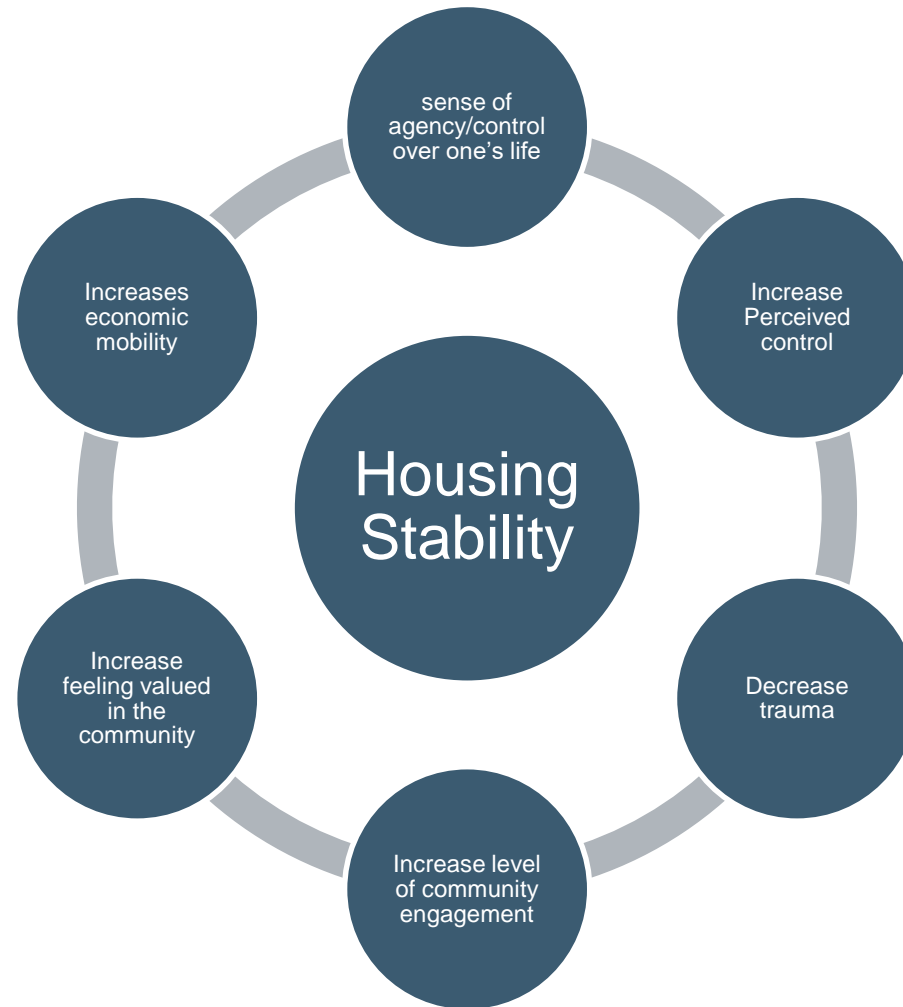 sense of
agency/control
over one’s life
Increase
Perceived
control
Decrease
trauma
Increase level
of community
engagement
Increase
feeling valued
in the
community
Increases
economic
mobility
Housing
Stability